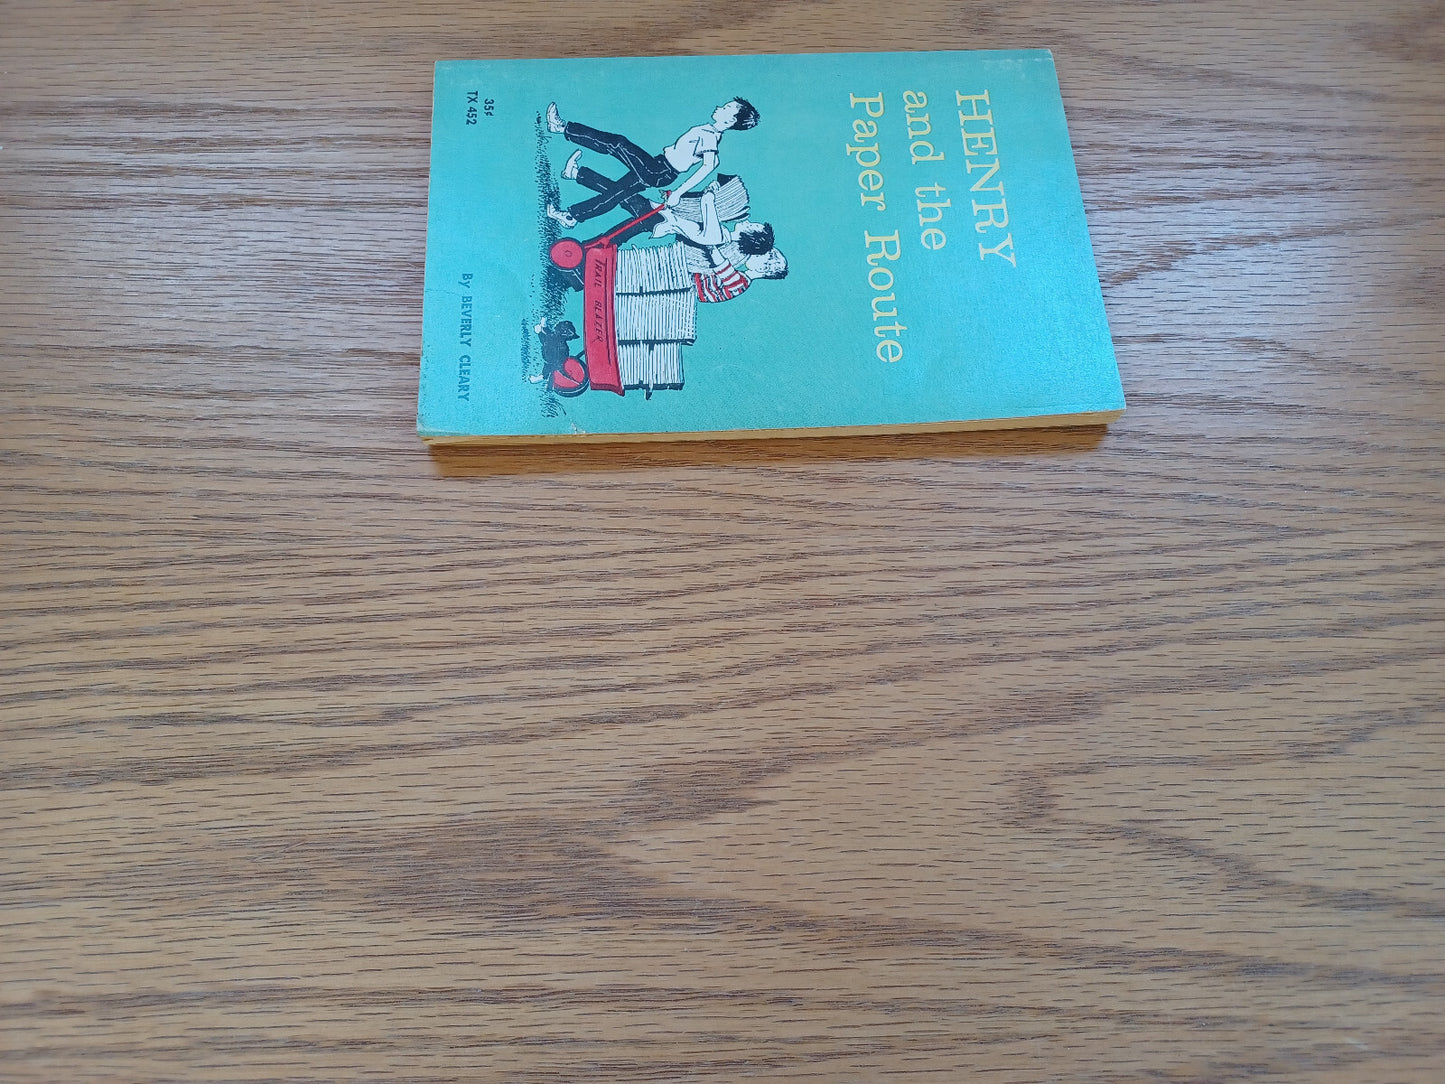 HENRY
and the
Paper Route
TRAIL BLAZER
By BEVERLY CLEARY
35¢
TX 452